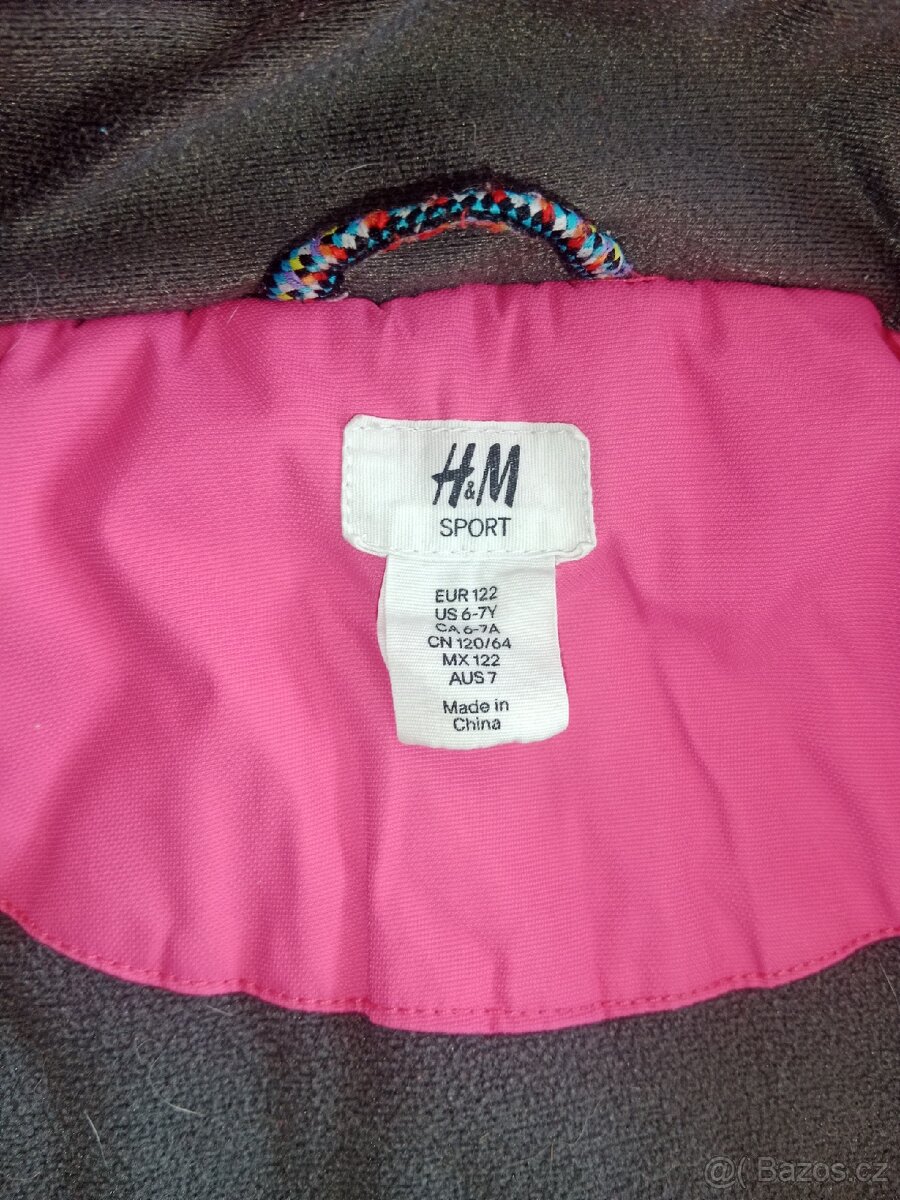 H&M
SPORT
EUR 122
US 6-7Y
CA 6-7A
CN 120/64
MX 122
AUS 7
Made in
China
@( Bazos.cz